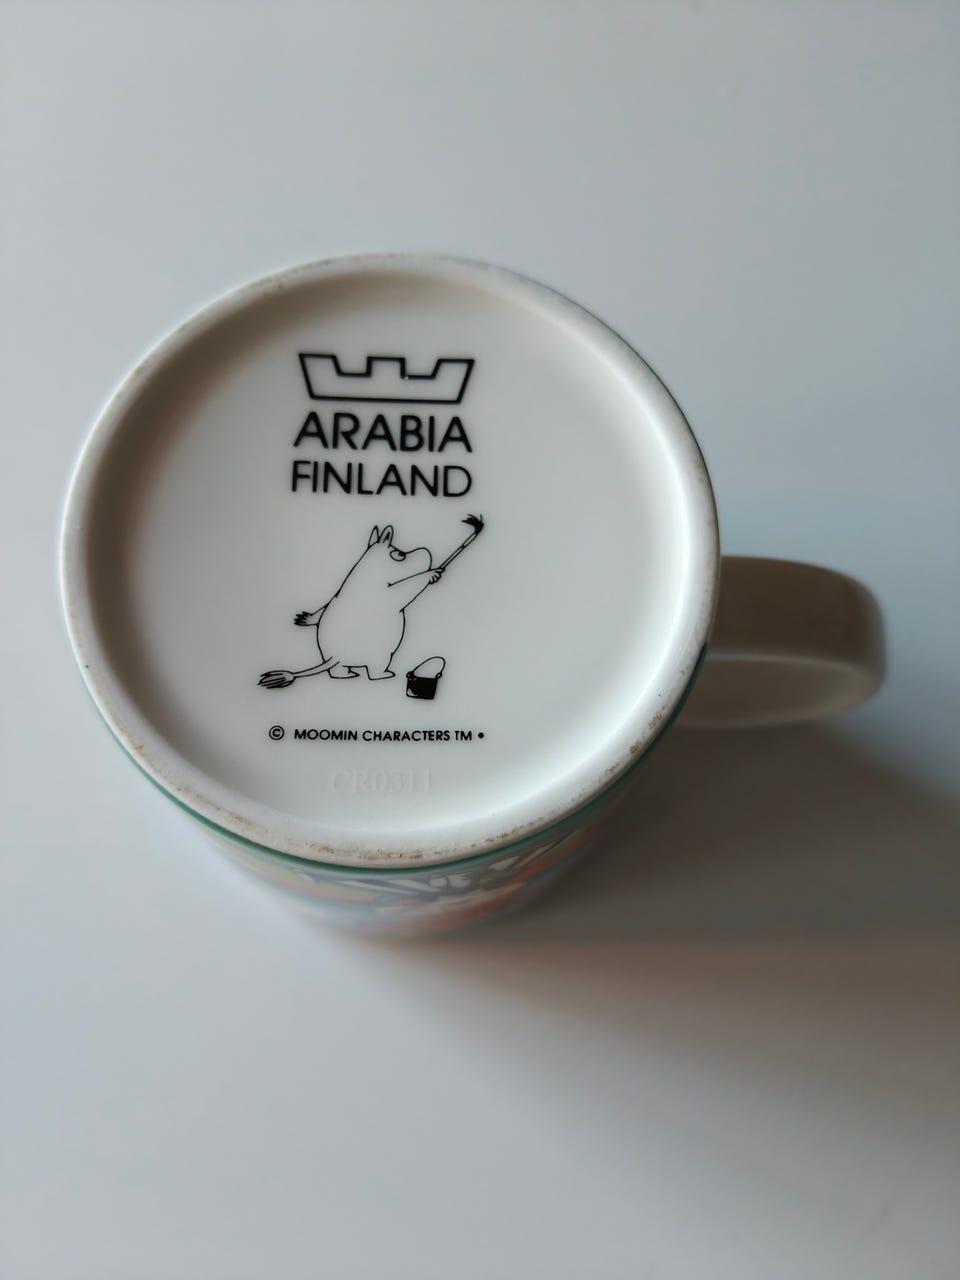 ARABIA
FINLAND
© MOOMIN CHARACTERS TM •
CR0311